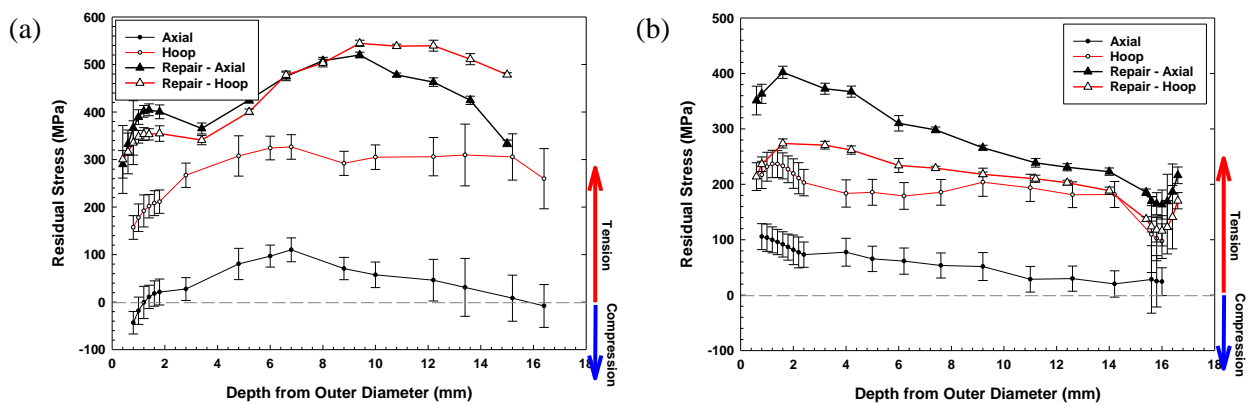 (a)
Residual Stress (MPa)
600
500
400
300
200
100
0
-100
Axial
Hoop
Repair - Axial
Repair - Hoop
0 2 4 6 8 10 12 14 16 18
Depth from Outer Diameter (mm)
Tension
Compression
(b)
Residual Stress (MPa)
500
400
300
200
100
0
-100
Axial
Hoop
Repair - Axial
Repair - Hoop
0 2 4 6 8 10 12 14 16 18
Depth from Outer Diameter (mm)
Tension
Compression